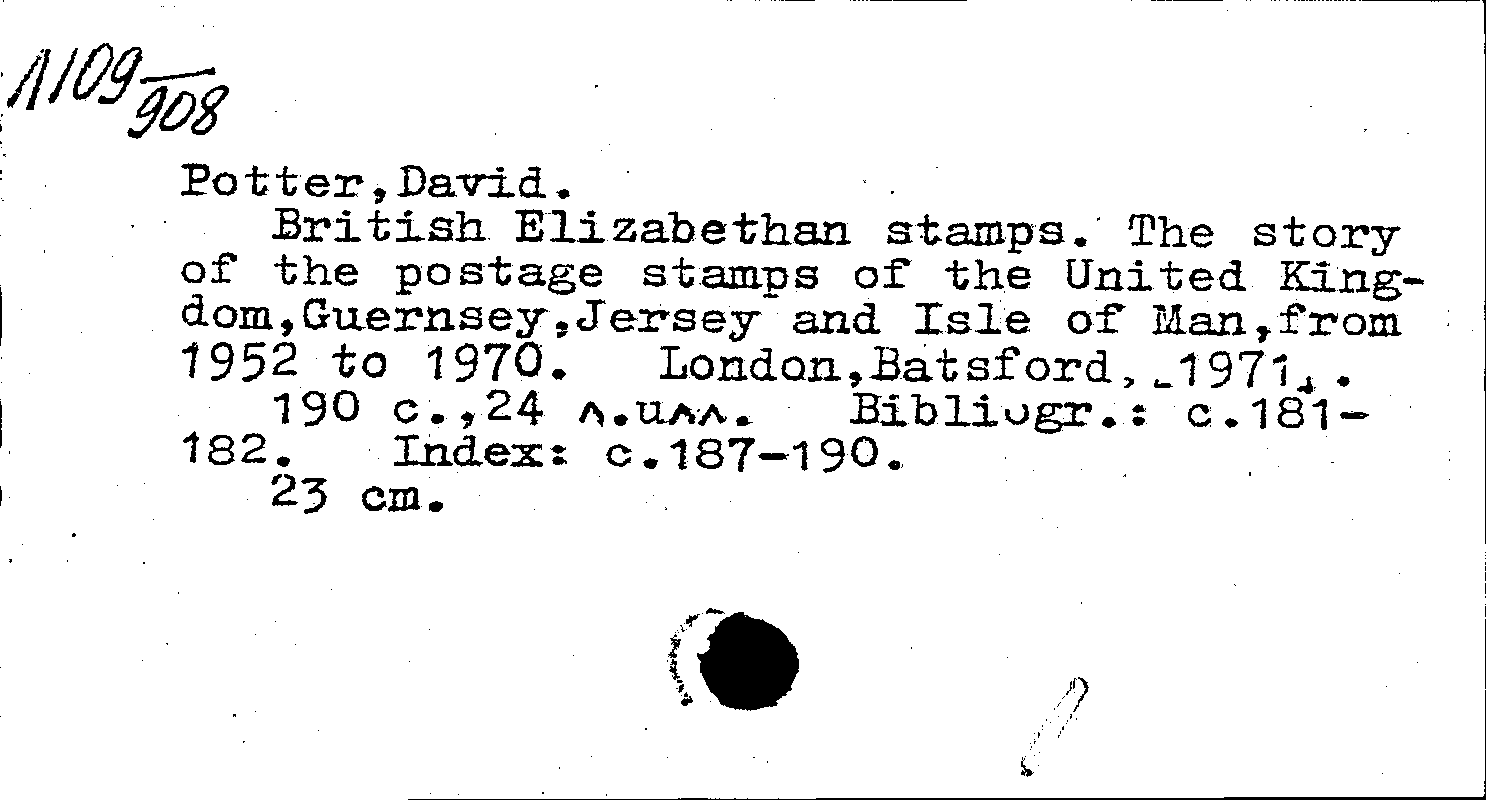 Л109
908
Potter,David.
British Elizabethan stamps. The story
of the postage stamps of the United King-
dom,Guernsey,Jersey and Isle of Man,from
1952 to 1970. London,Batsford, 1971 .
190 c.,24 л.илл. Bibliogr.: c.181-
182. Index: c.187-190.
23 cm.